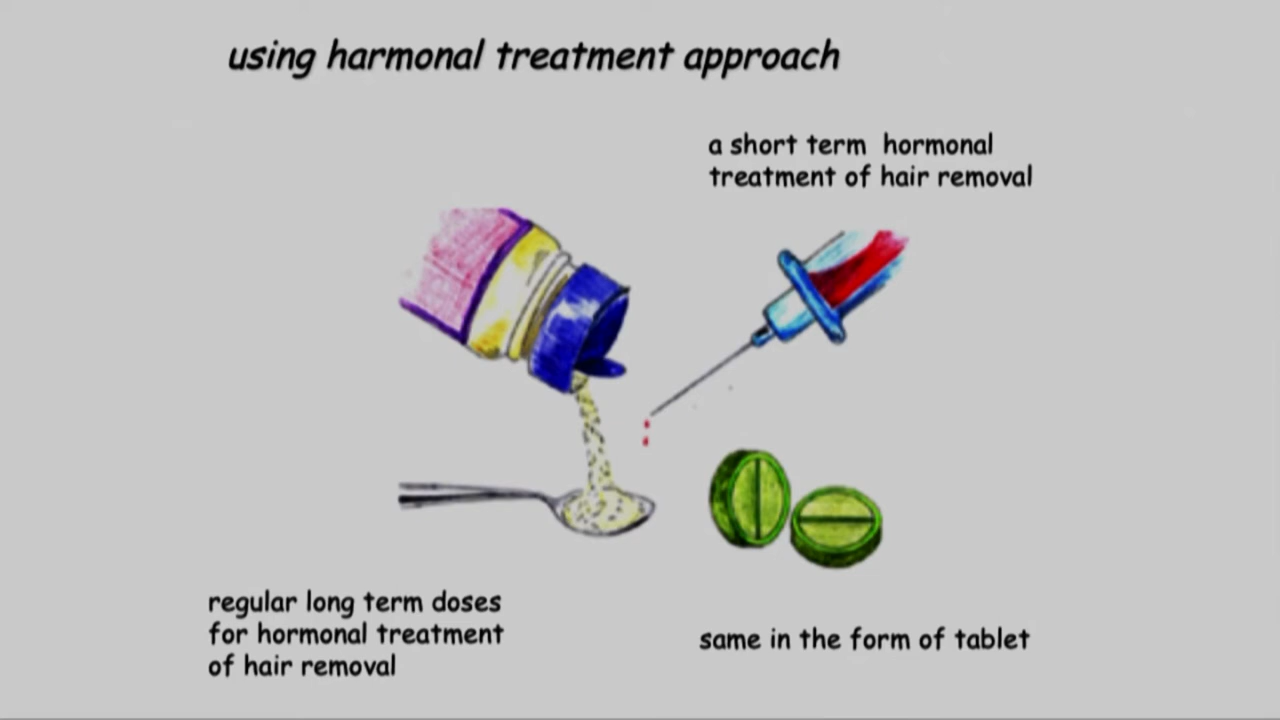 using harmonal treatment approach
a short term hormonal
treatment of hair removal
regular long term doses
for hormonal treatment
of hair removal
same in the form of tablet